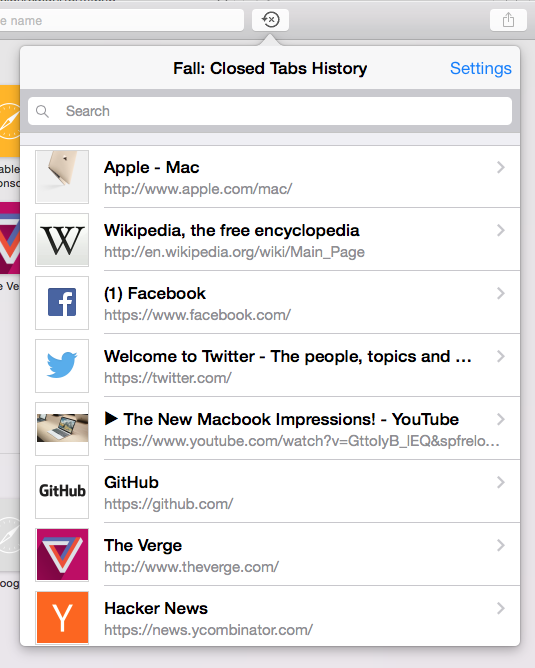 e name
Fall: Closed Tabs History
Settings
Search
Apple - Mac
http://www.apple.com/mac/
W
Wikipedia, the free encyclopedia
http://en.wikipedia.org/wiki/Main_Page
f
(1) Facebook
https://www.facebook.com/
Welcome to Twitter - The people, topics and ...
https://twitter.com/
▶ The New Macbook Impressions! - YouTube
https://www.youtube.com/watch?v=GttoIyB_lEQ&spfrelo...
GitHub
GitHub
https://github.com/
The Verge
http://www.theverge.com/
Y
Hacker News
https://news.ycombinator.com/
able
onsc
e Ve
oog